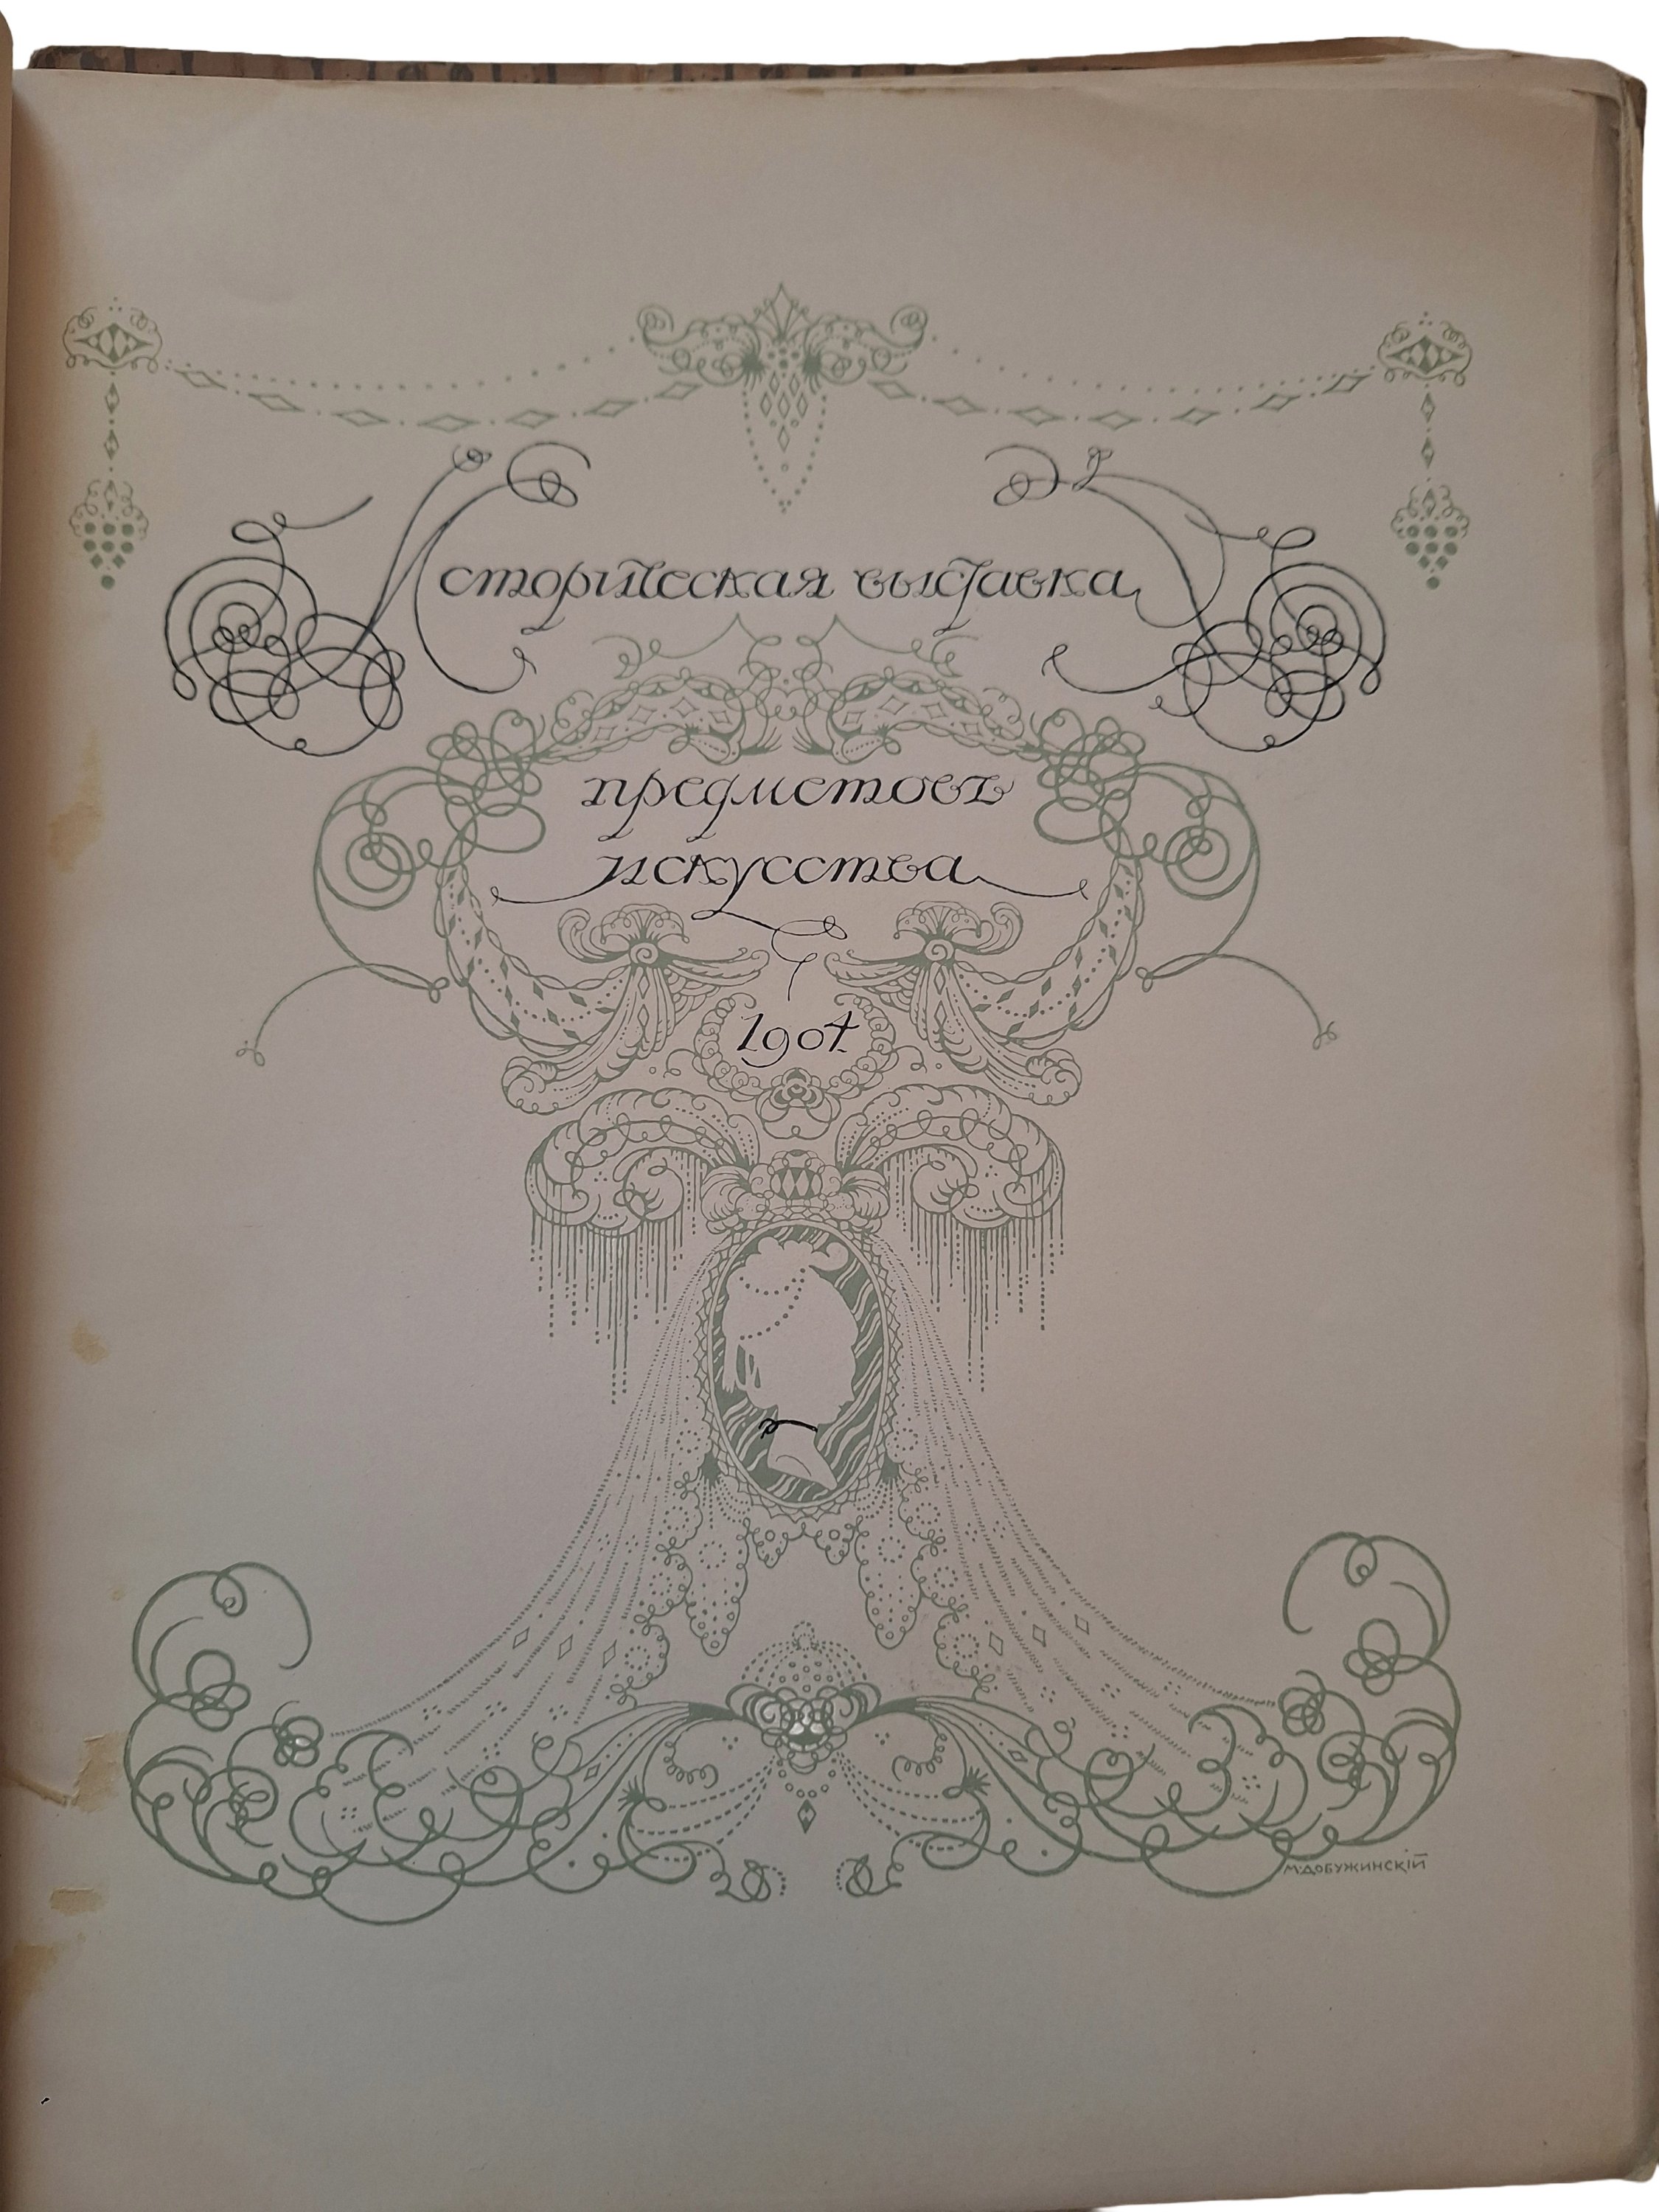 Историческая выставка
предметовъ
искусства
1904
М·ДОБУЖИНСКІЙ